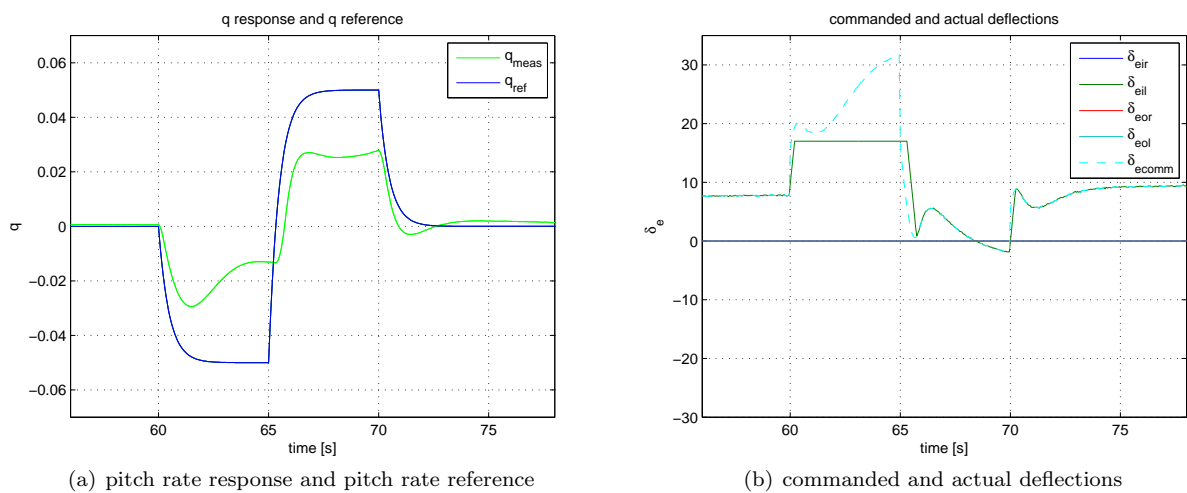 q response and q reference
q
0.06
0.04
0.02
0
−0.02
−0.04
−0.06
60
65
70
75
time [s]
q_meas
q_ref
(a) pitch rate response and pitch rate reference
commanded and actual deflections
δ_e
30
20
10
0
−10
−20
−30
60
65
70
75
time [s]
δ_eir
δ_eil
δ_eor
δ_eol
δ_ecomm
(b) commanded and actual deflections